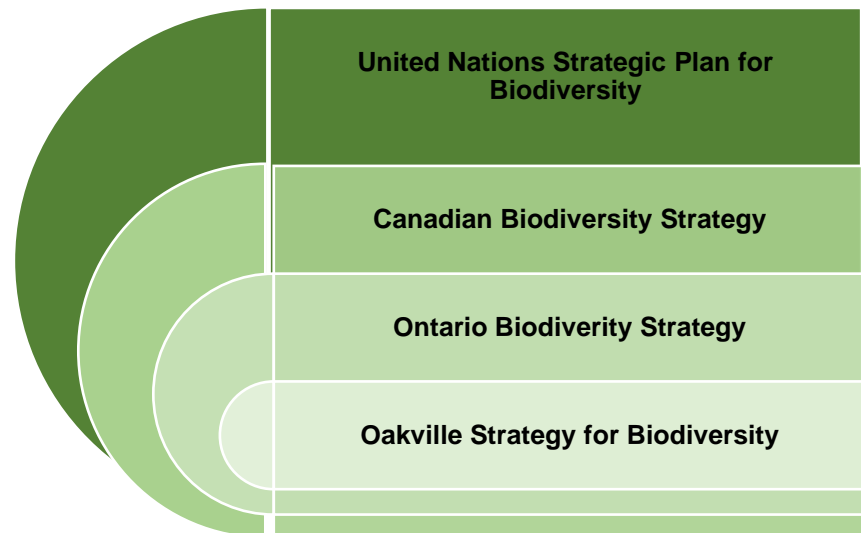 United Nations Strategic Plan for
Biodiversity
Canadian Biodiversity Strategy
Ontario Biodiverity Strategy
Oakville Strategy for Biodiversity